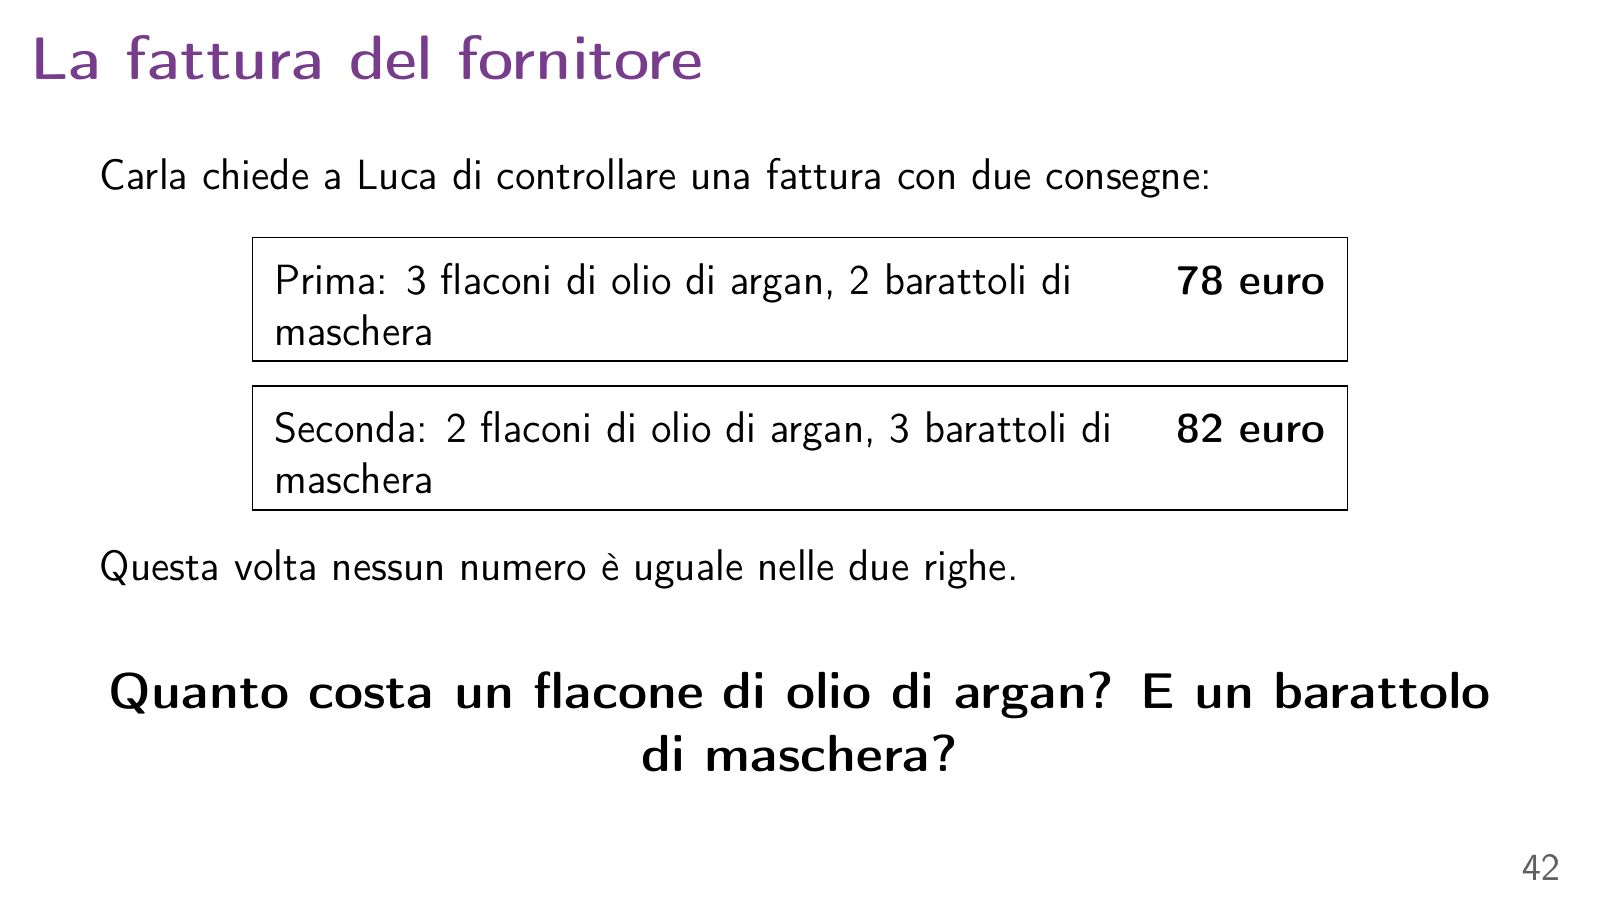 La fattura del fornitore
Carla chiede a Luca di controllare una fattura con due consegne:
Prima: 3 flaconi di olio di argan, 2 barattoli di 78 euro
maschera
Seconda: 2 flaconi di olio di argan, 3 barattoli di 82 euro
maschera
Questa volta nessun numero è uguale nelle due righe.
Quanto costa un flacone di olio di argan? E un barattolo
di maschera?
42